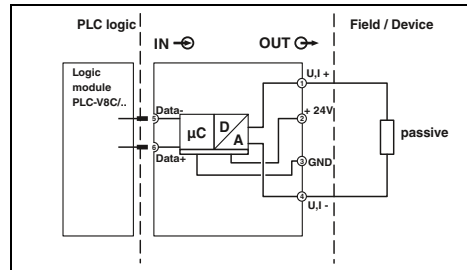 PLC logic
Field / Device
IN
OUT
Logic
module
PLC-V8C/..
U,I +
1
+ 24V
2
Data-
5
µC
D
A
passive
6
Data+
3
GND
4
U,I -